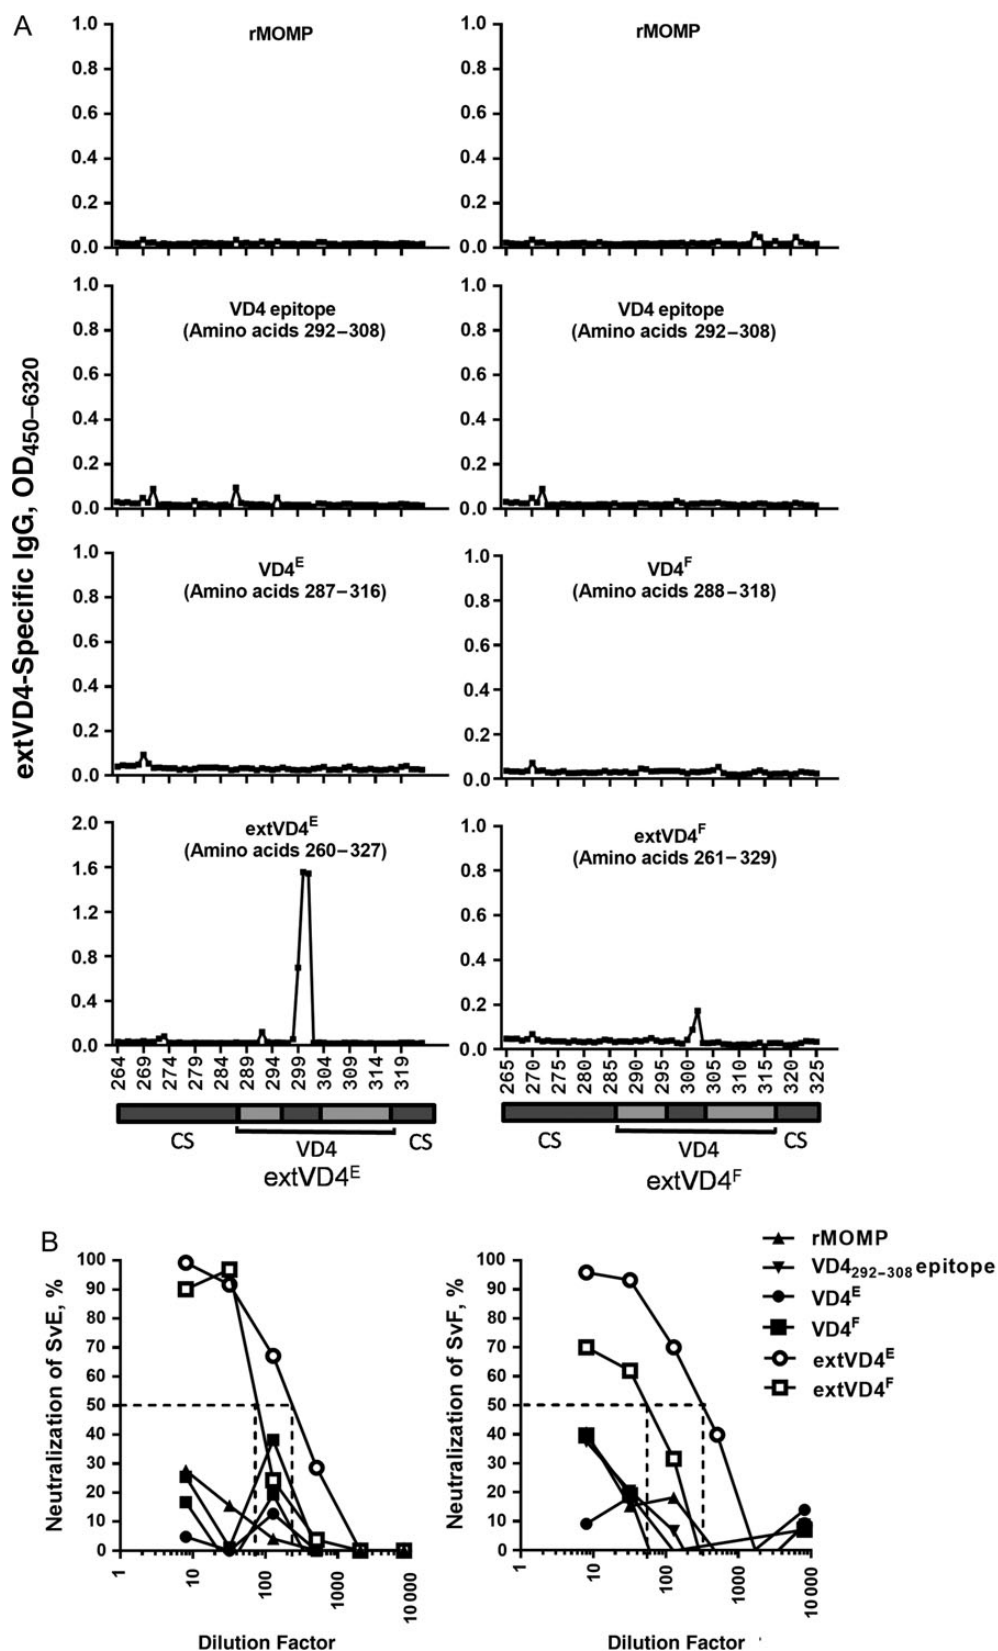 A
extVD4-Specific IgG, OD450–6320
rMOMP
1.0
0.8
0.6
0.4
0.2
0.0
rMOMP
1.0
0.8
0.6
0.4
0.2
0.0
VD4 epitope
(Amino acids 292–308)
1.0
0.8
0.6
0.4
0.2
0.0
VD4 epitope
(Amino acids 292–308)
1.0
0.8
0.6
0.4
0.2
0.0
VD4E
(Amino acids 287–316)
1.0
0.8
0.6
0.4
0.2
0.0
VD4F
(Amino acids 288–318)
1.0
0.8
0.6
0.4
0.2
0.0
extVD4E
(Amino acids 260–327)
2.0
1.6
1.2
0.8
0.4
0.0
264 269 274 279 284 289 294 299 304 309 314 319
CS VD4 CS
extVD4E
extVD4F
(Amino acids 261–329)
1.0
0.8
0.6
0.4
0.2
0.0
265 270 275 280 285 290 295 300 305 310 315 320 325
CS VD4 CS
extVD4F
B
Neutralization of SvE, %
100
90
80
70
60
50
40
30
20
10
0
1 10 100 1000 10000
Dilution Factor
Neutralization of SvF, %
100
90
80
70
60
50
40
30
20
10
0
1 10 100 1000 10000
Dilution Factor
rMOMP
VD4292–308 epitope
VD4E
VD4F
extVD4E
extVD4F